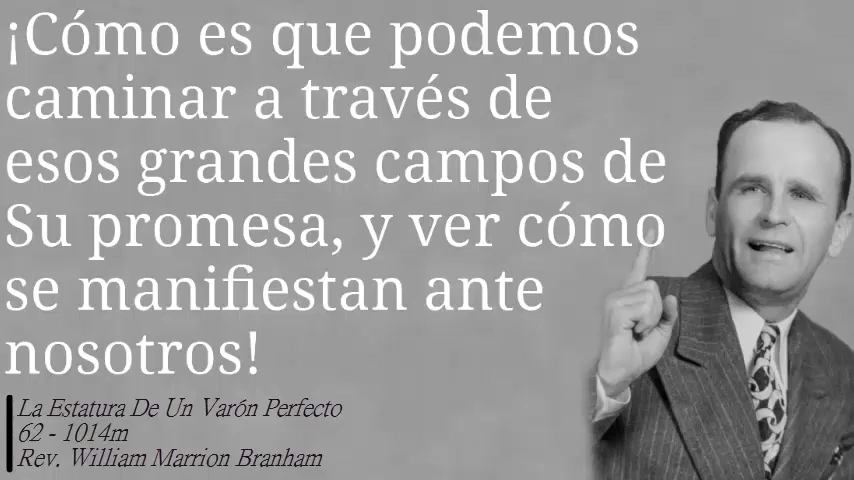 ¡Cómo es que podemos
caminar a través de
esos grandes campos de
Su promesa, y ver cómo
se manifiestan ante
nosotros!
La Estatura De Un Varón Perfecto
62 - 1014m
Rev. William Marrion Branham